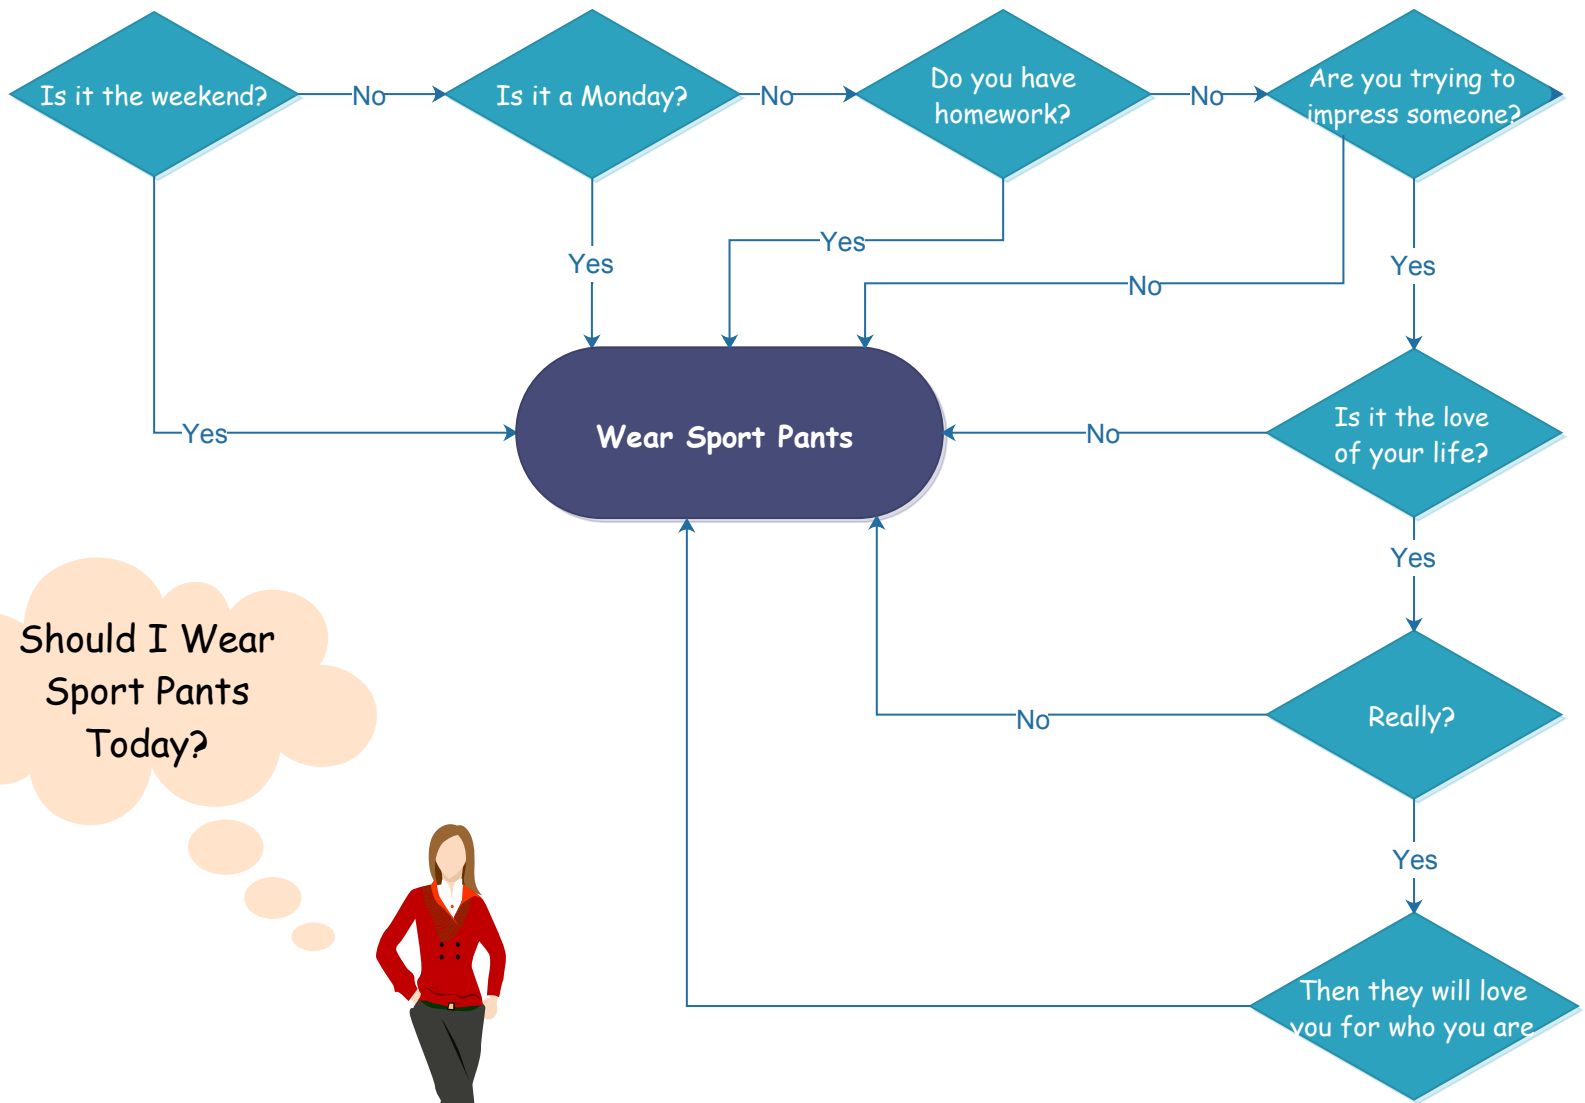 Is it the weekend?
No
Is it a Monday?
No
Do you have
homework?
No
Are you trying to
impress someone?
Yes
Yes
Yes
No
Yes
Wear Sport Pants
No
Is it the love
of your life?
Yes
Should I Wear
Sport Pants
Today?
No
Really?
Yes
Then they will love
you for who you are